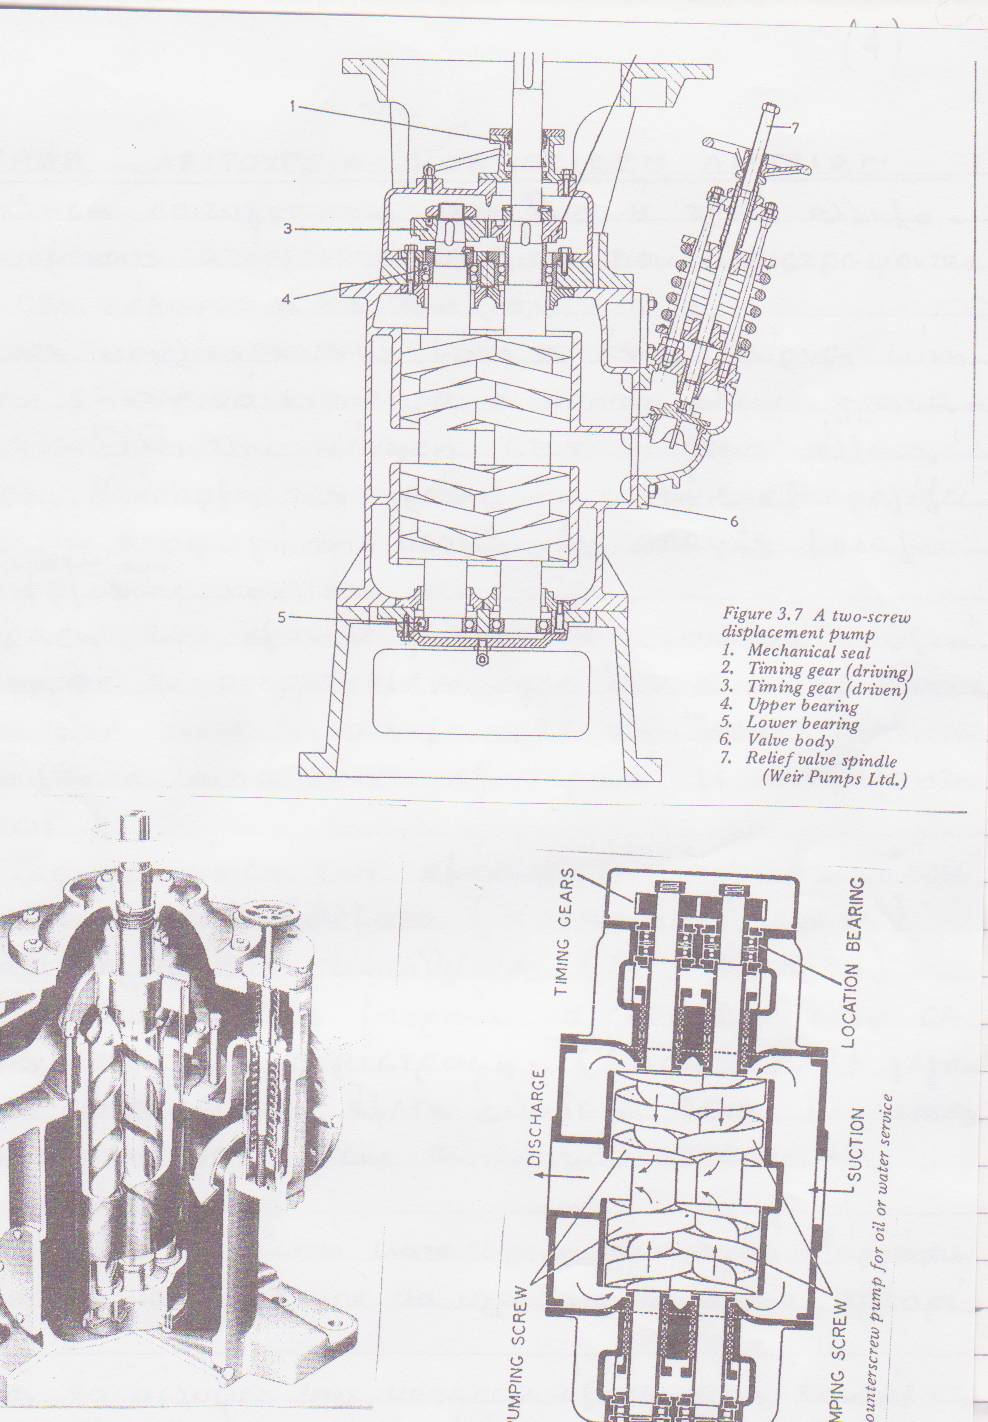 1
7
3
4
6
5
Figure 3.7 A two-screw
displacement pump
1. Mechanical seal
2. Timing gear (driving)
3. Timing gear (driven)
4. Upper bearing
5. Lower bearing
6. Valve body
7. Relief valve spindle
(Weir Pumps Ltd.)
TIMING GEARS
LOCATION BEARING
DISCHARGE
SUCTION
UMPING SCREW
MPING SCREW
ounterscrew pump for oil or water service